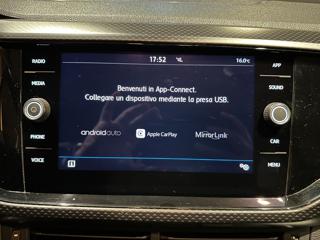 RADIO
MEDIA
PHONE
VOICE
17:52
16.0°C
Benvenuti in App-Connect.
Collegare un dispositivo mediante la presa USB.
androidauto
Apple CarPlay
MirrorLink
APP
SOUND
CAR
MENU